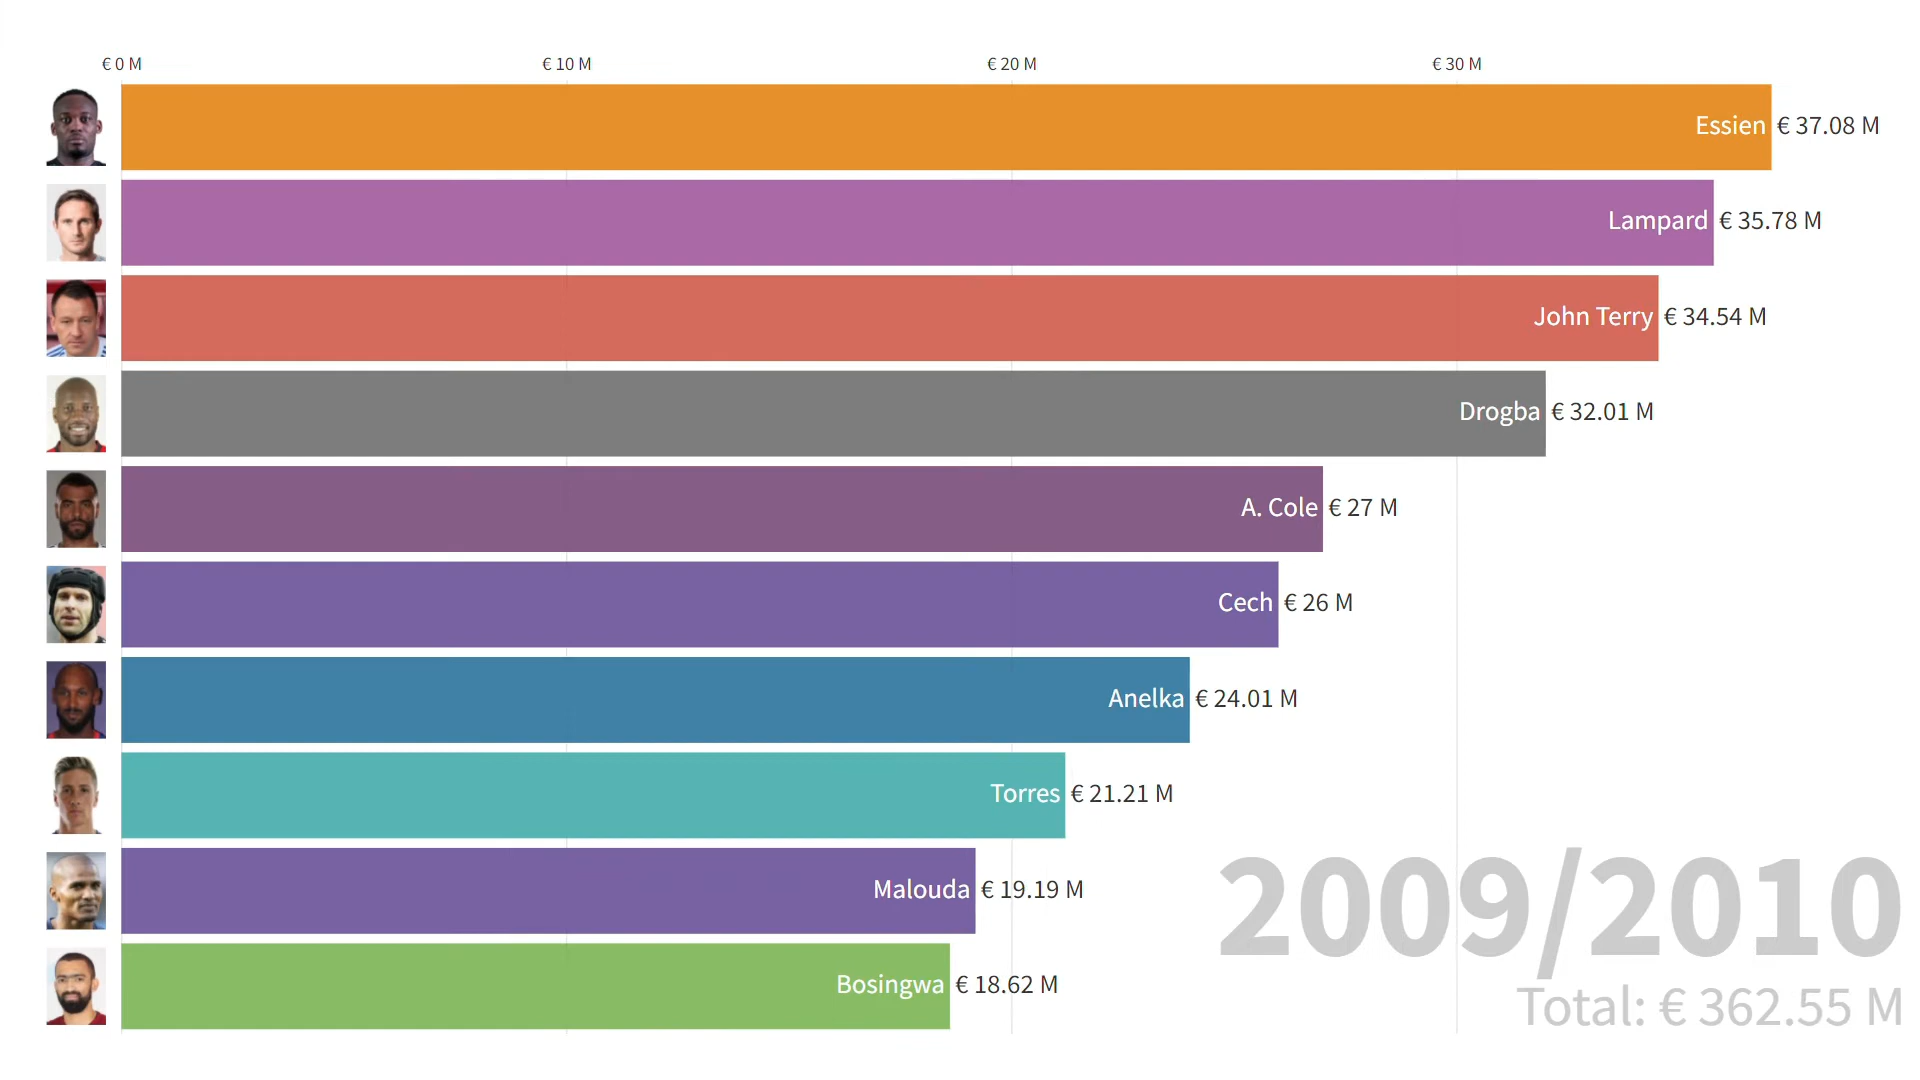 € 0 M € 10 M € 20 M € 30 M
Essien € 37.08 M
Lampard € 35.78 M
John Terry € 34.54 M
Drogba € 32.01 M
A. Cole € 27 M
Cech € 26 M
Anelka € 24.01 M
Torres € 21.21 M
Malouda € 19.19 M
Bosingwa € 18.62 M
2009/2010
Total: € 362.55 M